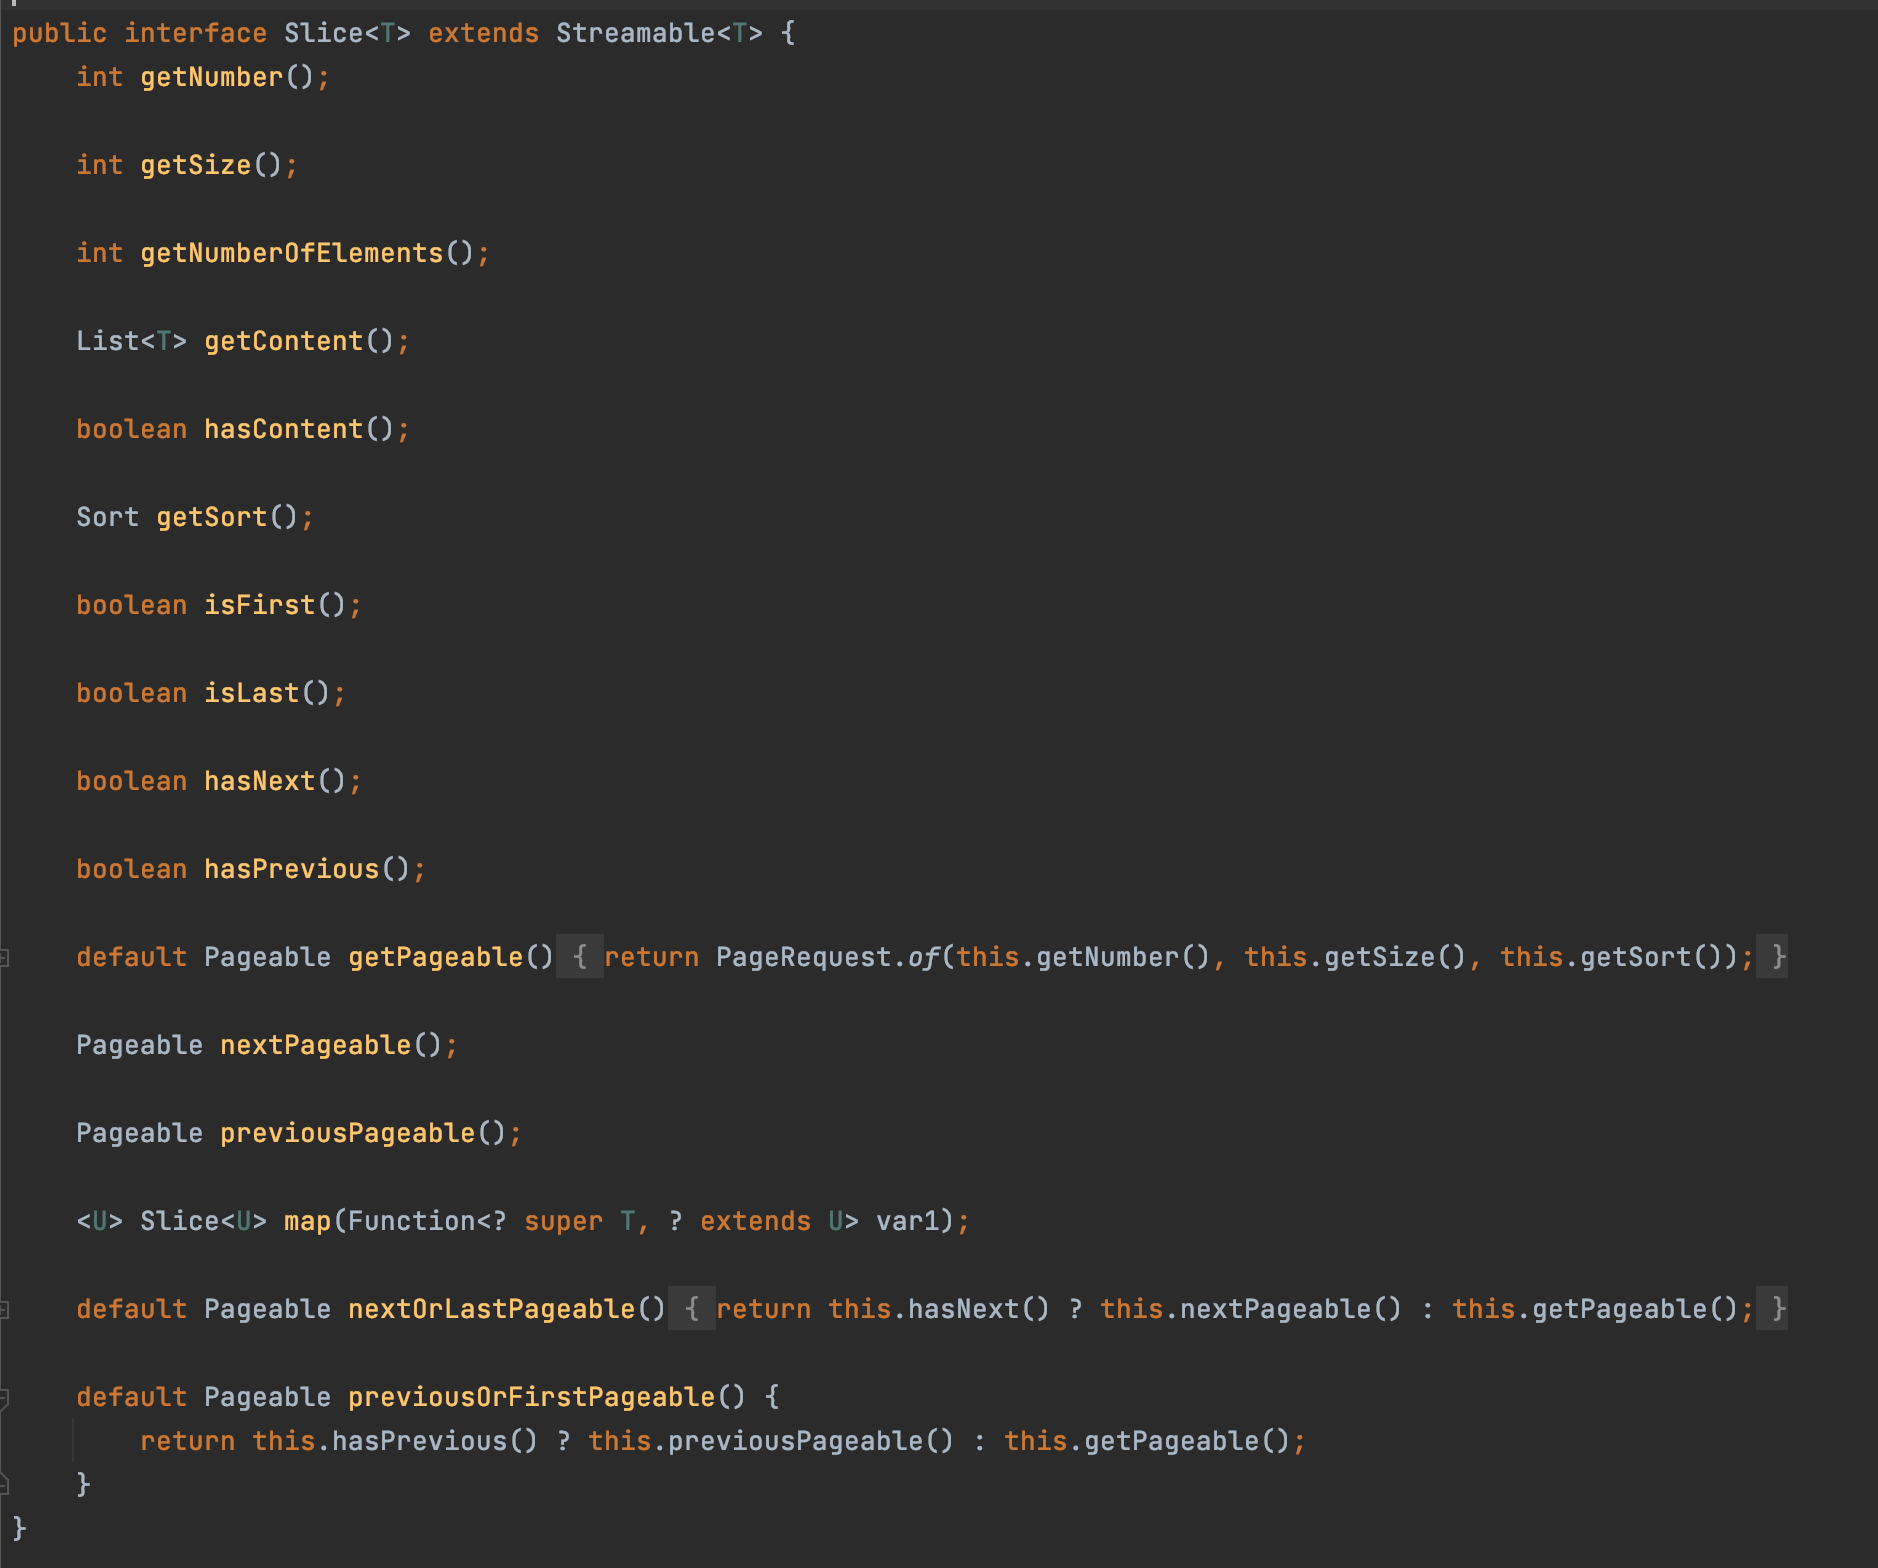 public interface Slice<T> extends Streamable<T> {
    int getNumber();

    int getSize();

    int getNumberOfElements();

    List<T> getContent();

    boolean hasContent();

    Sort getSort();

    boolean isFirst();

    boolean isLast();

    boolean hasNext();

    boolean hasPrevious();

    default Pageable getPageable() { return PageRequest.of(this.getNumber(), this.getSize(), this.getSort()); }

    Pageable nextPageable();

    Pageable previousPageable();

    <U> Slice<U> map(Function<? super T, ? extends U> var1);

    default Pageable nextOrLastPageable() { return this.hasNext() ? this.nextPageable() : this.getPageable(); }

    default Pageable previousOrFirstPageable() {
        return this.hasPrevious() ? this.previousPageable() : this.getPageable();
    }
}